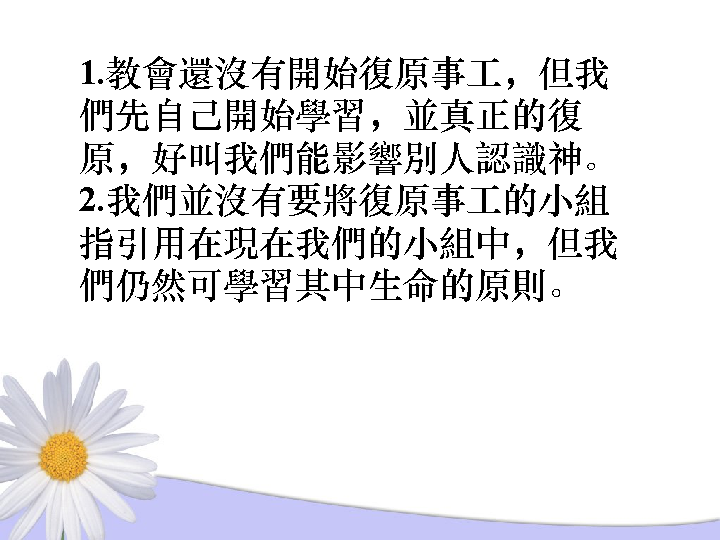 1.教會還沒有開始復原事工，但我
們先自己開始學習，並真正的復
原，好叫我們能影響別人認識神。
2.我們並沒有要將復原事工的小組
指引用在現在我們的小組中，但我
們仍然可學習其中生命的原則。